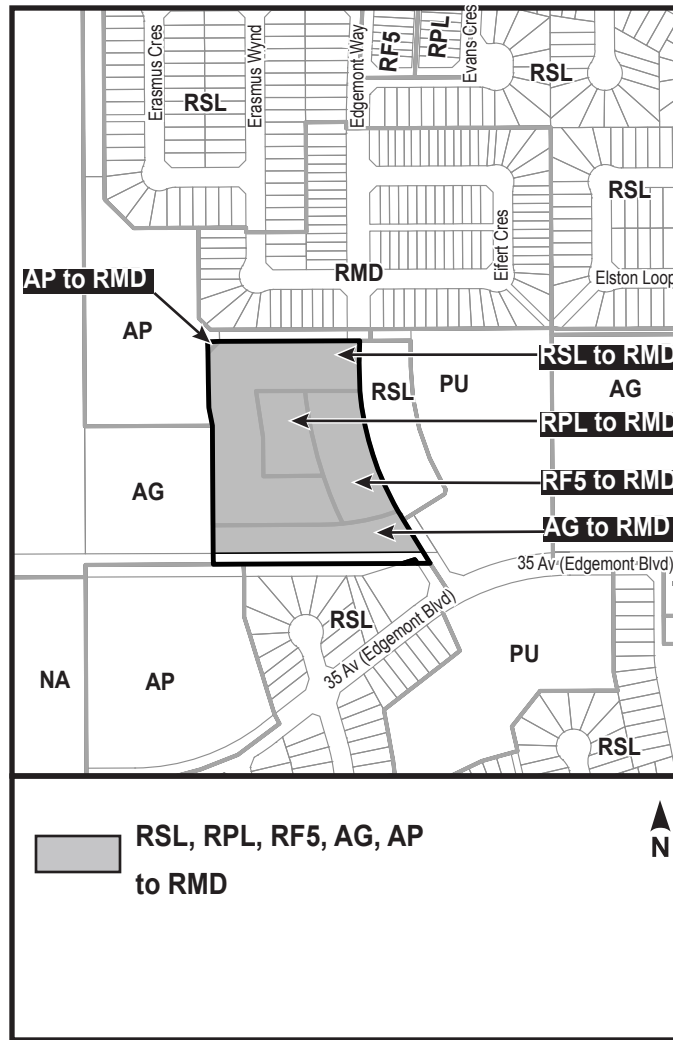 Erasmus Cres
Erasmus Wynd
Edgemont Way
RF5
RPL
Evans Cres
RSL
RSL
RSL
Eifert Cres
RMD
Elston Loop
AP to RMD
AP
RSL to RMD
RSL
PU
AG
RPL to RMD
RF5 to RMD
AG
AG to RMD
35 Av (Edgemont Blvd)
RSL
35 Av (Edgemont Blvd)
PU
NA
AP
RSL
RSL, RPL, RF5, AG, AP
to RMD
N